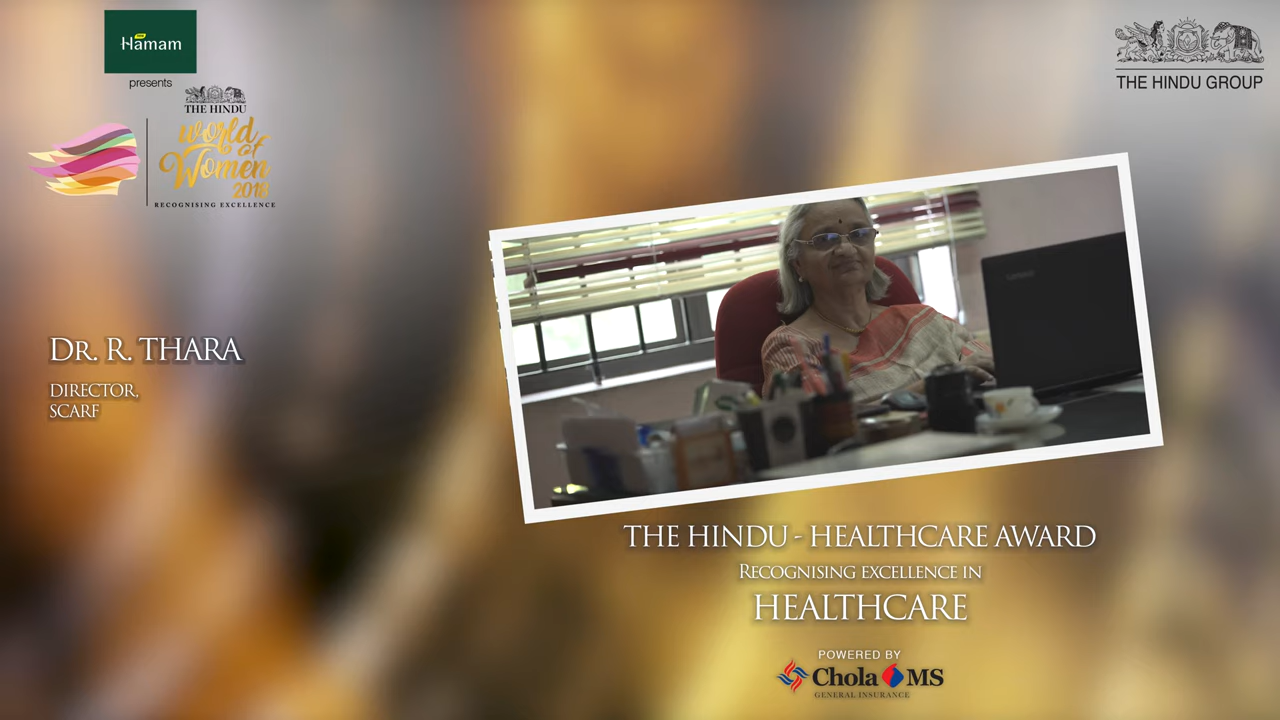 Hamam
presents
THE HINDU
world of Women
2018
RECOGNISING EXCELLENCE
THE HINDU GROUP
DR. R. THARA
DIRECTOR,
SCARF
Lenovo
THE HINDU - HEALTHCARE AWARD
RECOGNISING EXCELLENCE IN
HEALTHCARE
POWERED BY
Chola MS
GENERAL INSURANCE